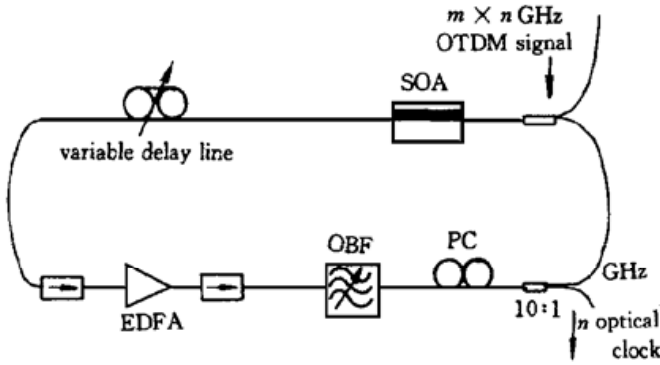 m × n GHz
OTDM signal
SOA
variable delay line
OBF
PC
GHz
EDFA
10:1
n optical
clock